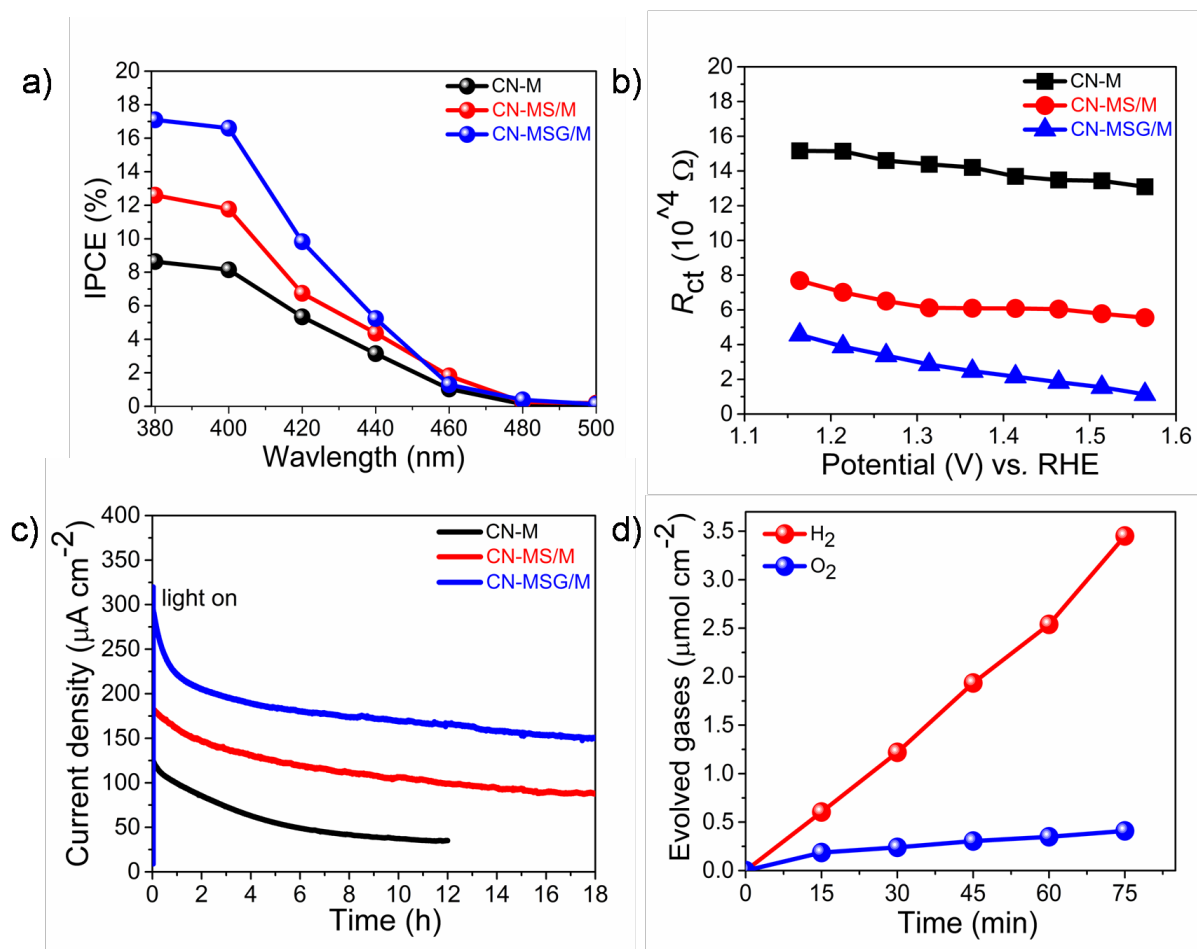 a)
20
18
16
14
12
10
8
6
4
2
0
IPCE (%)
CN-M
CN-MS/M
CN-MSG/M
380 400 420 440 460 480 500
Wavlength (nm)
b)
20
18
16
14
12
10
8
6
4
2
0
Rct (10^4 Ω)
CN-M
CN-MS/M
CN-MSG/M
1.1 1.2 1.3 1.4 1.5 1.6
Potential (V) vs. RHE
c)
400
350
300
250
200
150
100
50
0
Current density (μA cm⁻²)
light on
CN-M
CN-MS/M
CN-MSG/M
0 2 4 6 8 10 12 14 16 18
Time (h)
d)
3.5
3.0
2.5
2.0
1.5
1.0
0.5
0.0
Evolved gases (μmol cm⁻²)
H₂
O₂
0 15 30 45 60 75
Time (min)